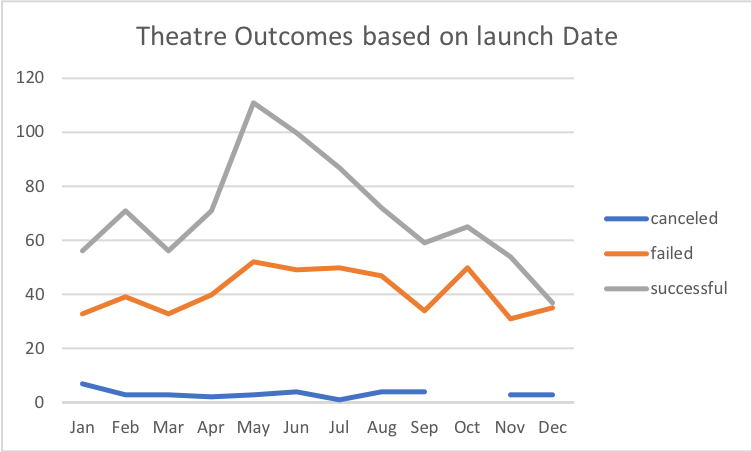 Theatre Outcomes based on launch Date
120
100
80
60
40
20
0
Jan Feb Mar Apr May Jun Jul Aug Sep Oct Nov Dec
canceled
failed
successful